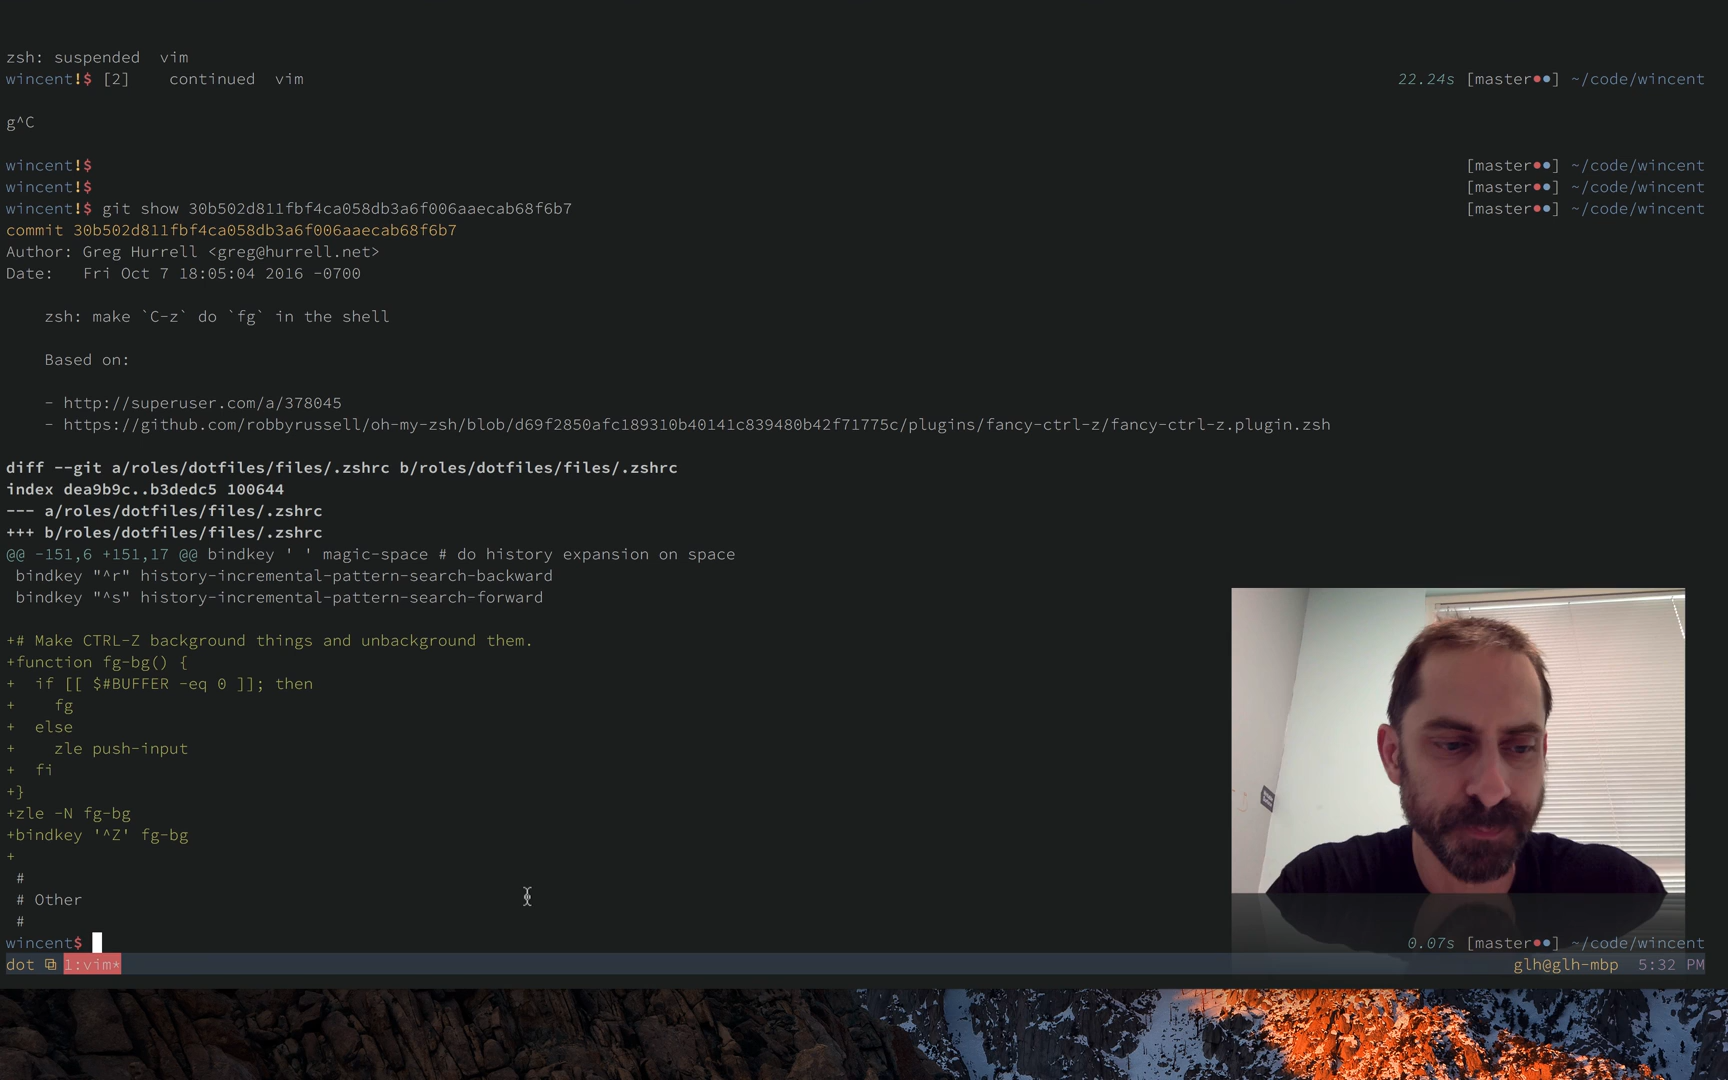 zsh: suspended  vim
wincent!$ [2]    continued  vim 22.24s [master●●] ~/code/wincent
g^C
wincent!$ [master●●] ~/code/wincent
wincent!$ [master●●] ~/code/wincent
wincent!$ git show 30b502d811fbf4ca058db3a6f006aaecab68f6b7 [master●●] ~/code/wincent
commit 30b502d811fbf4ca058db3a6f006aaecab68f6b7
Author: Greg Hurrell <greg@hurrell.net>
Date:   Fri Oct 7 18:05:04 2016 -0700
    zsh: make `C-z` do `fg` in the shell
    Based on:
    - http://superuser.com/a/378045
    - https://github.com/robbyrussell/oh-my-zsh/blob/d69f2850afc189310b40141c839480b42f71775c/plugins/fancy-ctrl-z/fancy-ctrl-z.plugin.zsh
diff --git a/roles/dotfiles/files/.zshrc b/roles/dotfiles/files/.zshrc
index dea9b9c..b3dedc5 100644
--- a/roles/dotfiles/files/.zshrc
+++ b/roles/dotfiles/files/.zshrc
@@ -151,6 +151,17 @@ bindkey ' ' magic-space # do history expansion on space
 bindkey "^r" history-incremental-pattern-search-backward
 bindkey "^s" history-incremental-pattern-search-forward
+# Make CTRL-Z background things and unbackground them.
+function fg-bg() {
+  if [[ $#BUFFER -eq 0 ]]; then
+    fg
+  else
+    zle push-input
+  fi
+}
+zle -N fg-bg
+bindkey '^Z' fg-bg
+
 #
 # Other
 #
wincent$ 0.07s [master●●] ~/code/wincent
dot 1:vim* glh@glh-mbp 5:32 PM